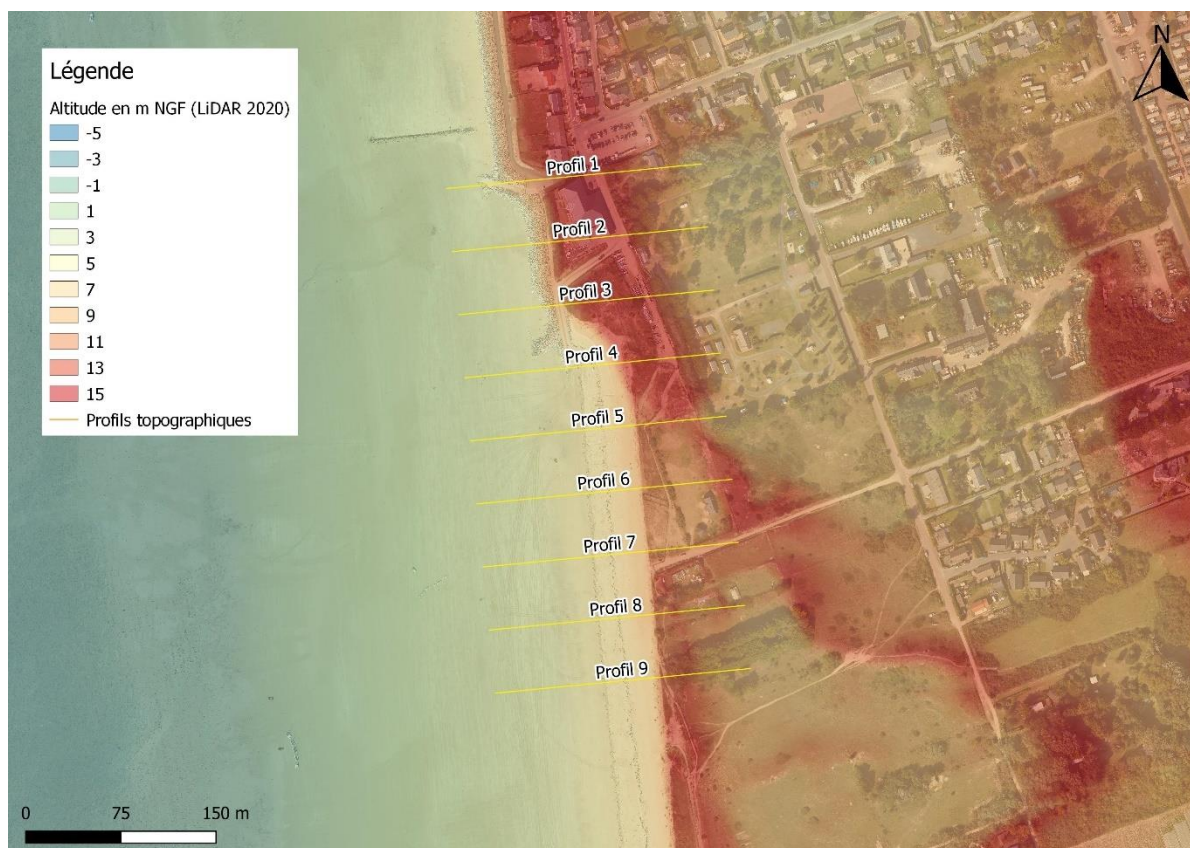 Légende
Altitude en m NGF (LiDAR 2020)
-5
-3
-1
1
3
5
7
9
11
13
15
Profils topographiques
N
Profil 1
Profil 2
Profil 3
Profil 4
Profil 5
Profil 6
Profil 7
Profil 8
Profil 9
0 75 150 m